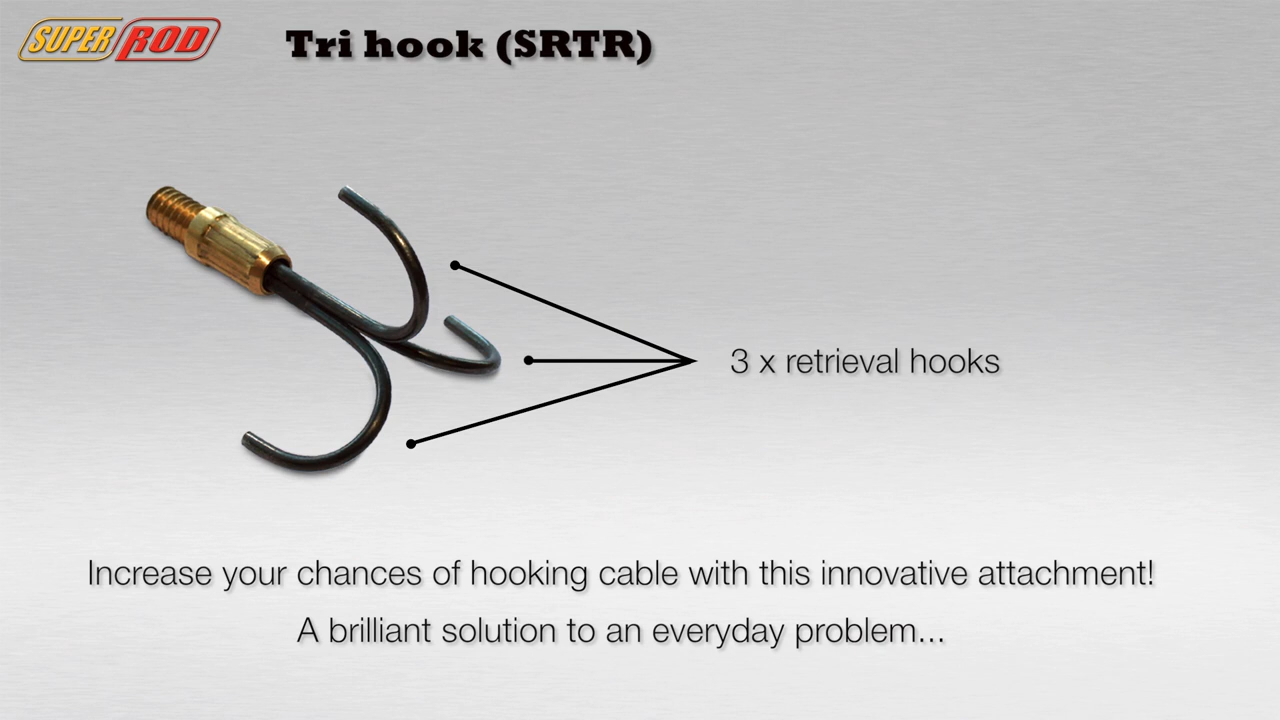 SUPER ROD
Tri hook (SRTR)
3 x retrieval hooks
Increase your chances of hooking cable with this innovative attachment!
A brilliant solution to an everyday problem...